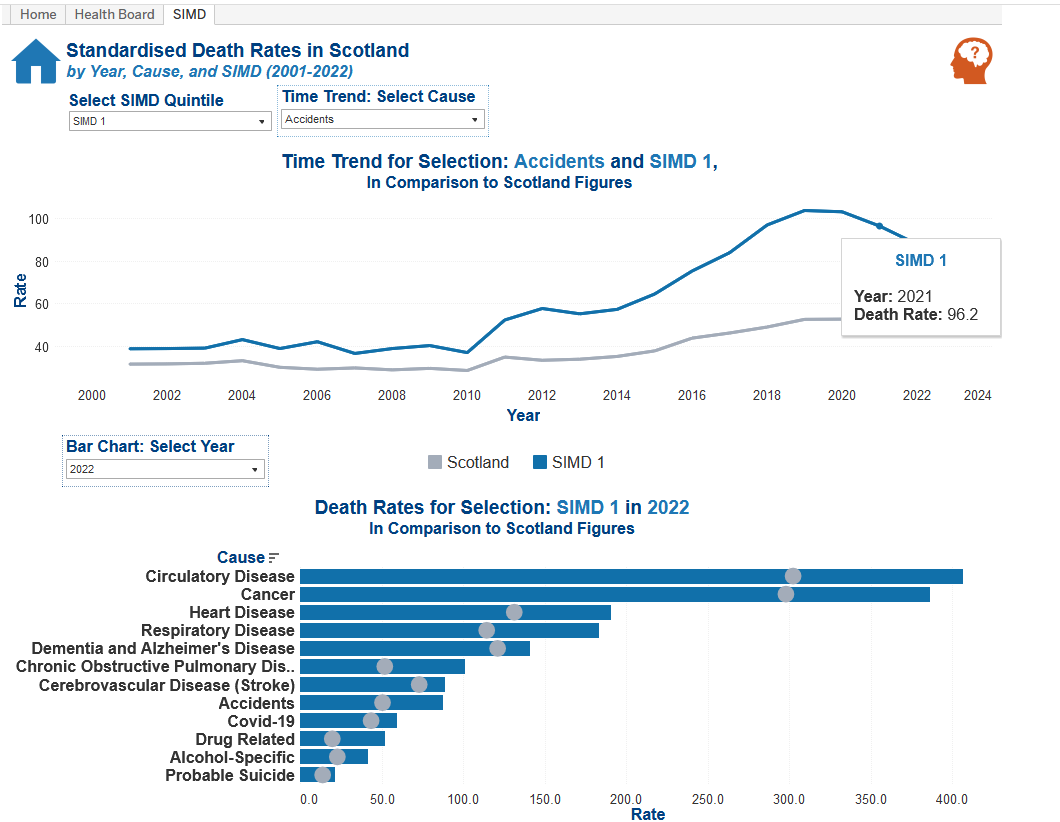 Home Health Board SIMD
Standardised Death Rates in Scotland
by Year, Cause, and SIMD (2001-2022)
?
Select SIMD Quintile
SIMD 1
Time Trend: Select Cause
Accidents
Time Trend for Selection: Accidents and SIMD 1,
In Comparison to Scotland Figures
Rate
100
80
60
40
SIMD 1
Year: 2021
Death Rate: 96.2
2000 2002 2004 2006 2008 2010 2012 2014 2016 2018 2020 2022 2024
Year
Bar Chart: Select Year
2022
Scotland SIMD 1
Death Rates for Selection: SIMD 1 in 2022
In Comparison to Scotland Figures
Cause
Circulatory Disease
Cancer
Heart Disease
Respiratory Disease
Dementia and Alzheimer's Disease
Chronic Obstructive Pulmonary Dis..
Cerebrovascular Disease (Stroke)
Accidents
Covid-19
Drug Related
Alcohol-Specific
Probable Suicide
0.0 50.0 100.0 150.0 200.0 250.0 300.0 350.0 400.0
Rate